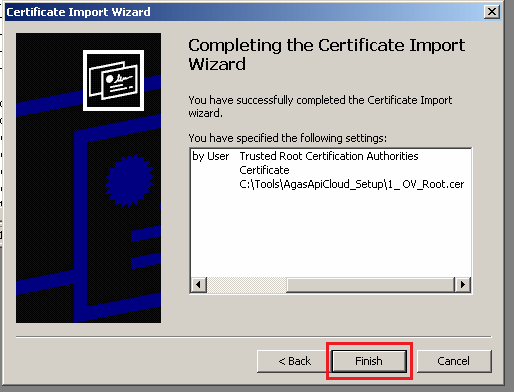 Certificate Import Wizard
Completing the Certificate Import
Wizard
You have successfully completed the Certificate Import
wizard.
You have specified the following settings:
by User Trusted Root Certification Authorities
Certificate
C:\Tools\AgasApiCloud_Setup\1_ OV_Root.cer
< Back Finish Cancel